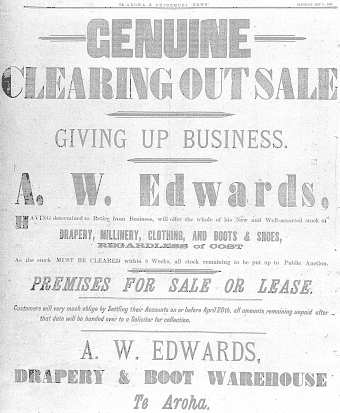 TE AROHA & OHINEMURI NEWS
GENUINE
CLEARING OUT SALE
GIVING UP BUSINESS.
A. W. Edwards,
HAVING determined to Retire from Business, will offer the whole of his New and Well-assorted stock of
DRAPERY, MILLINERY, CLOTHING, AND BOOTS & SHOES,
REGARDLESS of COST
As the stock MUST BE CLEARED within 8 Weeks, all stock remaining to be put up to Public Auction.
PREMISES FOR SALE OR LEASE.
Customers will very much oblige by Settling their Accounts on or before April 20th, all amounts remaining unpaid after
that date will be handed over to a Solicitor for collection.
A. W. EDWARDS,
DRAPERY & BOOT WAREHOUSE
Te Aroha.